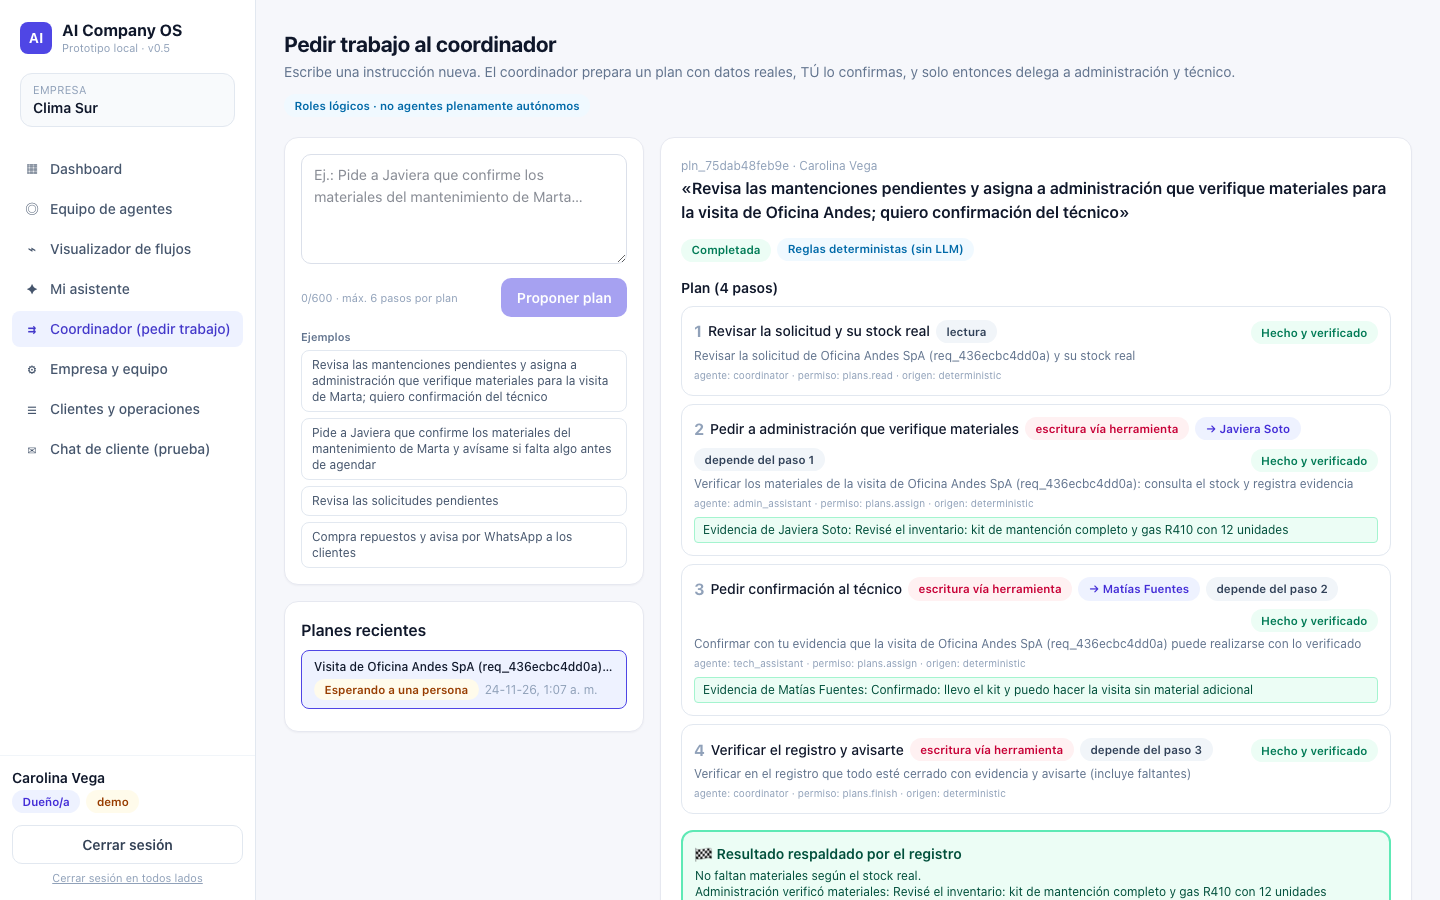 AI
AI Company OS
Prototipo local · v0.5
EMPRESA
Clima Sur
Dashboard
Equipo de agentes
Visualizador de flujos
Mi asistente
Coordinador (pedir trabajo)
Empresa y equipo
Clientes y operaciones
Chat de cliente (prueba)
Carolina Vega
Dueño/a
demo
Cerrar sesión
Cerrar sesión en todos lados
Pedir trabajo al coordinador
Escribe una instrucción nueva. El coordinador prepara un plan con datos reales, TÚ lo confirmas, y solo entonces delega a administración y técnico.
Roles lógicos · no agentes plenamente autónomos
Ej.: Pide a Javiera que confirme los
materiales del mantenimiento de Marta...
0/600 · máx. 6 pasos por plan
Proponer plan
Ejemplos
Revisa las mantenciones pendientes y asigna a
administración que verifique materiales para la visita
de Marta; quiero confirmación del técnico
Pide a Javiera que confirme los materiales del
mantenimiento de Marta y avísame si falta algo antes
de agendar
Revisa las solicitudes pendientes
Compra repuestos y avisa por WhatsApp a los
clientes
Planes recientes
Visita de Oficina Andes SpA (req_436ecbc4dd0a)...
Esperando a una persona
24-11-26, 1:07 a. m.
pln_75dab48feb9e · Carolina Vega
«Revisa las mantenciones pendientes y asigna a administración que verifique materiales para
la visita de Oficina Andes; quiero confirmación del técnico»
Completada
Reglas deterministas (sin LLM)
Plan (4 pasos)
1 Revisar la solicitud y su stock real lectura Hecho y verificado
Revisar la solicitud de Oficina Andes SpA (req_436ecbc4dd0a) y su stock real
agente: coordinator · permiso: plans.read · origen: deterministic
2 Pedir a administración que verifique materiales escritura vía herramienta → Javiera Soto
depende del paso 1 Hecho y verificado
Verificar los materiales de la visita de Oficina Andes SpA (req_436ecbc4dd0a): consulta el stock y registra evidencia
agente: admin_assistant · permiso: plans.assign · origen: deterministic
Evidencia de Javiera Soto: Revisé el inventario: kit de mantención completo y gas R410 con 12 unidades
3 Pedir confirmación al técnico escritura vía herramienta → Matías Fuentes depende del paso 2
Hecho y verificado
Confirmar con tu evidencia que la visita de Oficina Andes SpA (req_436ecbc4dd0a) puede realizarse con lo verificado
agente: tech_assistant · permiso: plans.assign · origen: deterministic
Evidencia de Matías Fuentes: Confirmado: llevo el kit y puedo hacer la visita sin material adicional
4 Verificar el registro y avisarte escritura vía herramienta depende del paso 3 Hecho y verificado
Verificar en el registro que todo esté cerrado con evidencia y avisarte (incluye faltantes)
agente: coordinator · permiso: plans.finish · origen: deterministic
Resultado respaldado por el registro
No faltan materiales según el stock real.
Administración verificó materiales: Revisé el inventario: kit de mantención completo y gas R410 con 12 unidades